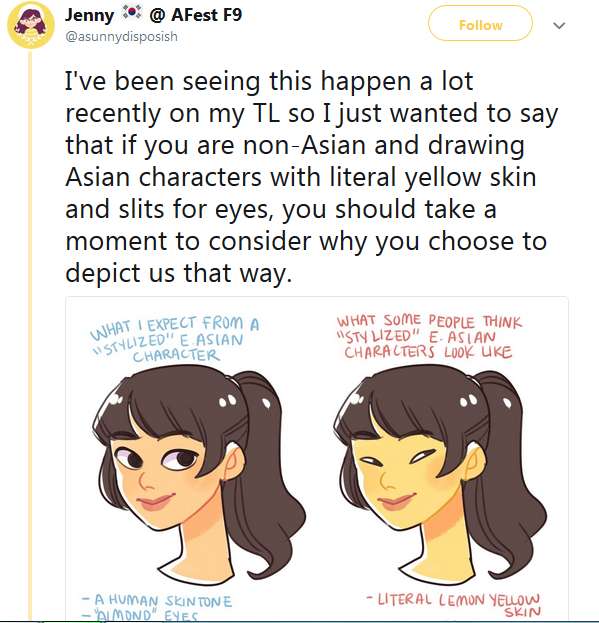 Jenny 🇰🇷 @ AFest F9
@asunnydisposish
Follow
I've been seeing this happen a lot
recently on my TL so I just wanted to say
that if you are non-Asian and drawing
Asian characters with literal yellow skin
and slits for eyes, you should take a
moment to consider why you choose to
depict us that way.
WHAT I EXPECT FROM A
"STYLIZED" E. ASIAN
CHARACTER
WHAT SOME PEOPLE THINK
"STYLIZED" E. ASIAN
CHARACTERS LOOK LIKE
- A HUMAN SKINTONE
- "ALMOND" EYES
- LITERAL LEMON YELLOW
SKIN